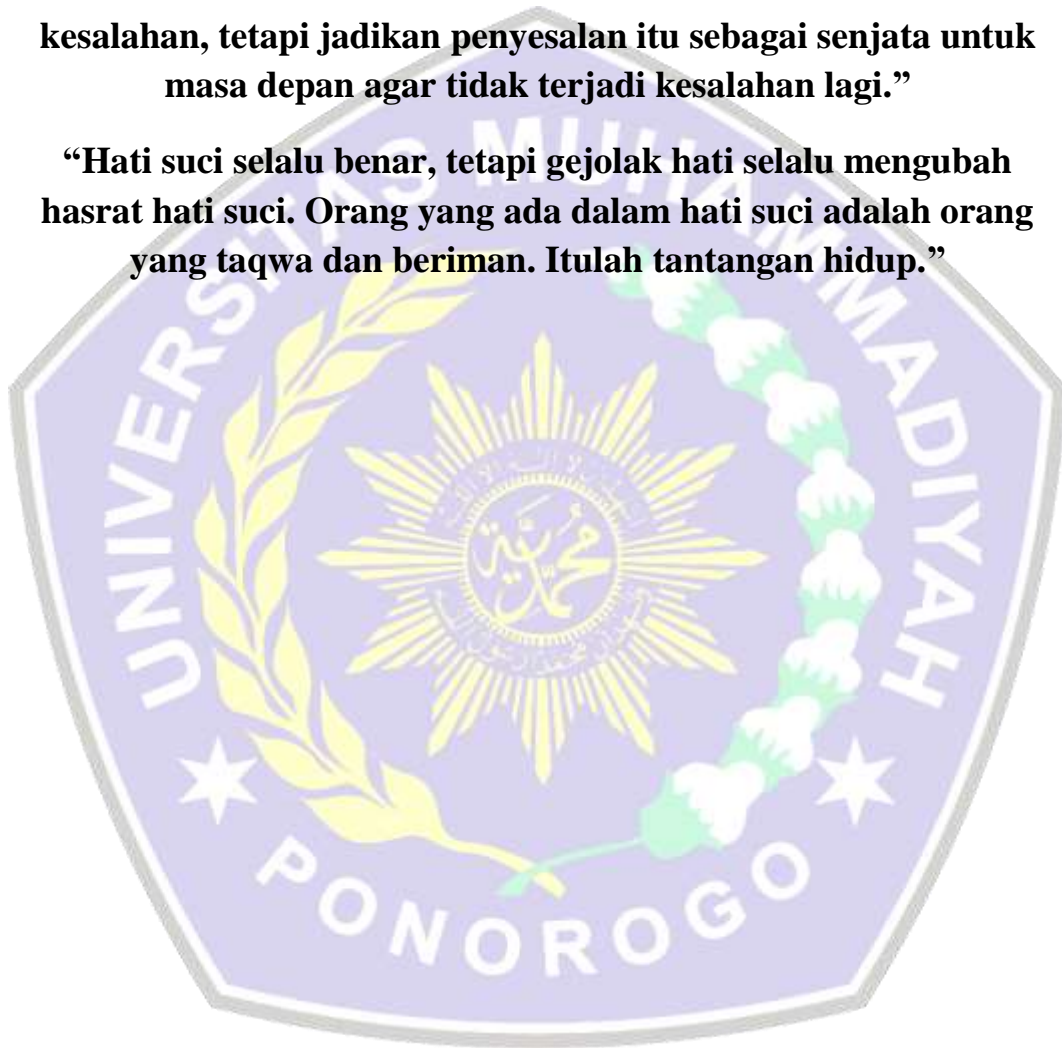 kesalahan, tetapi jadikan penyesalan itu sebagai senjata untuk
masa depan agar tidak terjadi kesalahan lagi.”
“Hati suci selalu benar, tetapi gejolak hati selalu mengubah
hasrat hati suci. Orang yang ada dalam hati suci adalah orang
yang taqwa dan beriman. Itulah tantangan hidup.”
UNIVERSITAS MUHAMMADIYAH
محمدية
PONOROGO